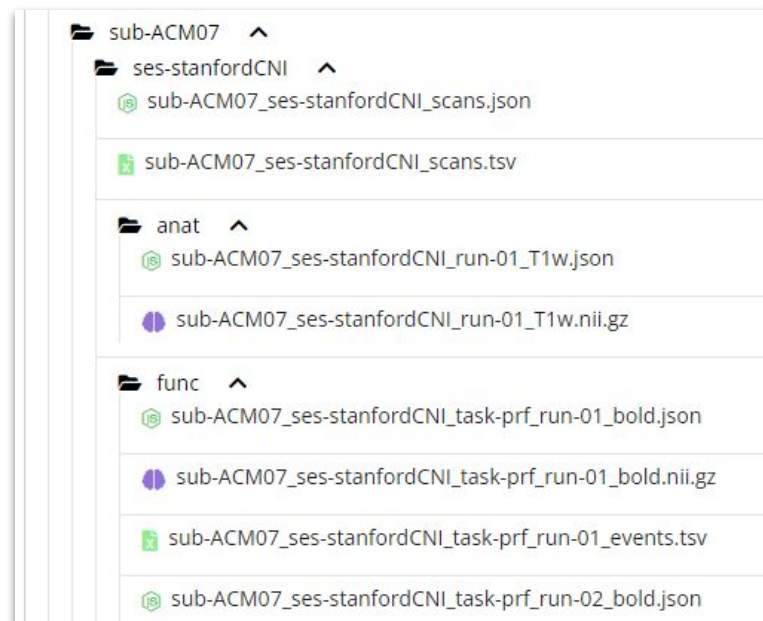 sub-ACM07
ses-stanfordCNI
sub-ACM07_ses-stanfordCNI_scans.json
sub-ACM07_ses-stanfordCNI_scans.tsv
anat
sub-ACM07_ses-stanfordCNI_run-01_T1w.json
sub-ACM07_ses-stanfordCNI_run-01_T1w.nii.gz
func
sub-ACM07_ses-stanfordCNI_task-prf_run-01_bold.json
sub-ACM07_ses-stanfordCNI_task-prf_run-01_bold.nii.gz
sub-ACM07_ses-stanfordCNI_task-prf_run-01_events.tsv
sub-ACM07_ses-stanfordCNI_task-prf_run-02_bold.json